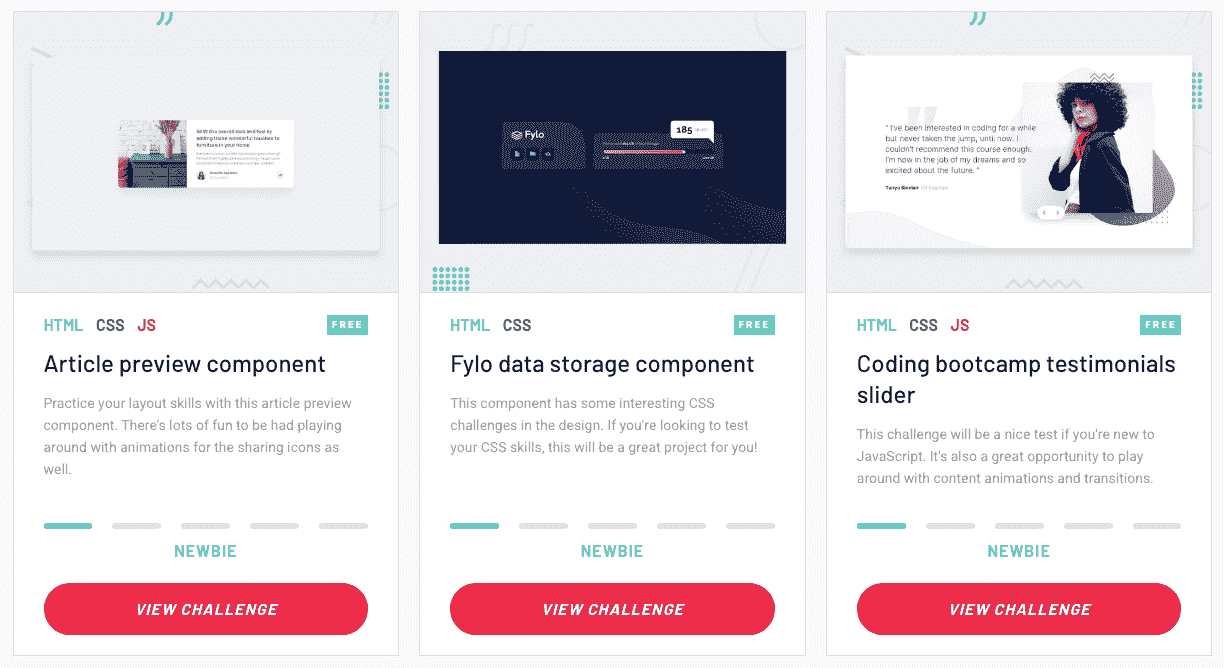 Shift the overall look and feel by
adding these wonderful touches to
furniture in your home
Fylo
185
" I've been interested in coding for a while
but never taken the jump, until now. I
couldn't recommend this course enough.
I'm now in the job of my dreams and so
excited about the future. "
Tanya Sinclair UX Engineer
HTML CSS JS FREE
Article preview component
Practice your layout skills with this article preview
component. There's lots of fun to be had playing
around with animations for the sharing icons as
well.
NEWBIE
VIEW CHALLENGE
HTML CSS FREE
Fylo data storage component
This component has some interesting CSS
challenges in the design. If you're looking to test
your CSS skills, this will be a great project for you!
NEWBIE
VIEW CHALLENGE
HTML CSS JS FREE
Coding bootcamp testimonials
slider
This challenge will be a nice test if you're new to
JavaScript. It's also a great opportunity to play
around with content animations and transitions.
NEWBIE
VIEW CHALLENGE